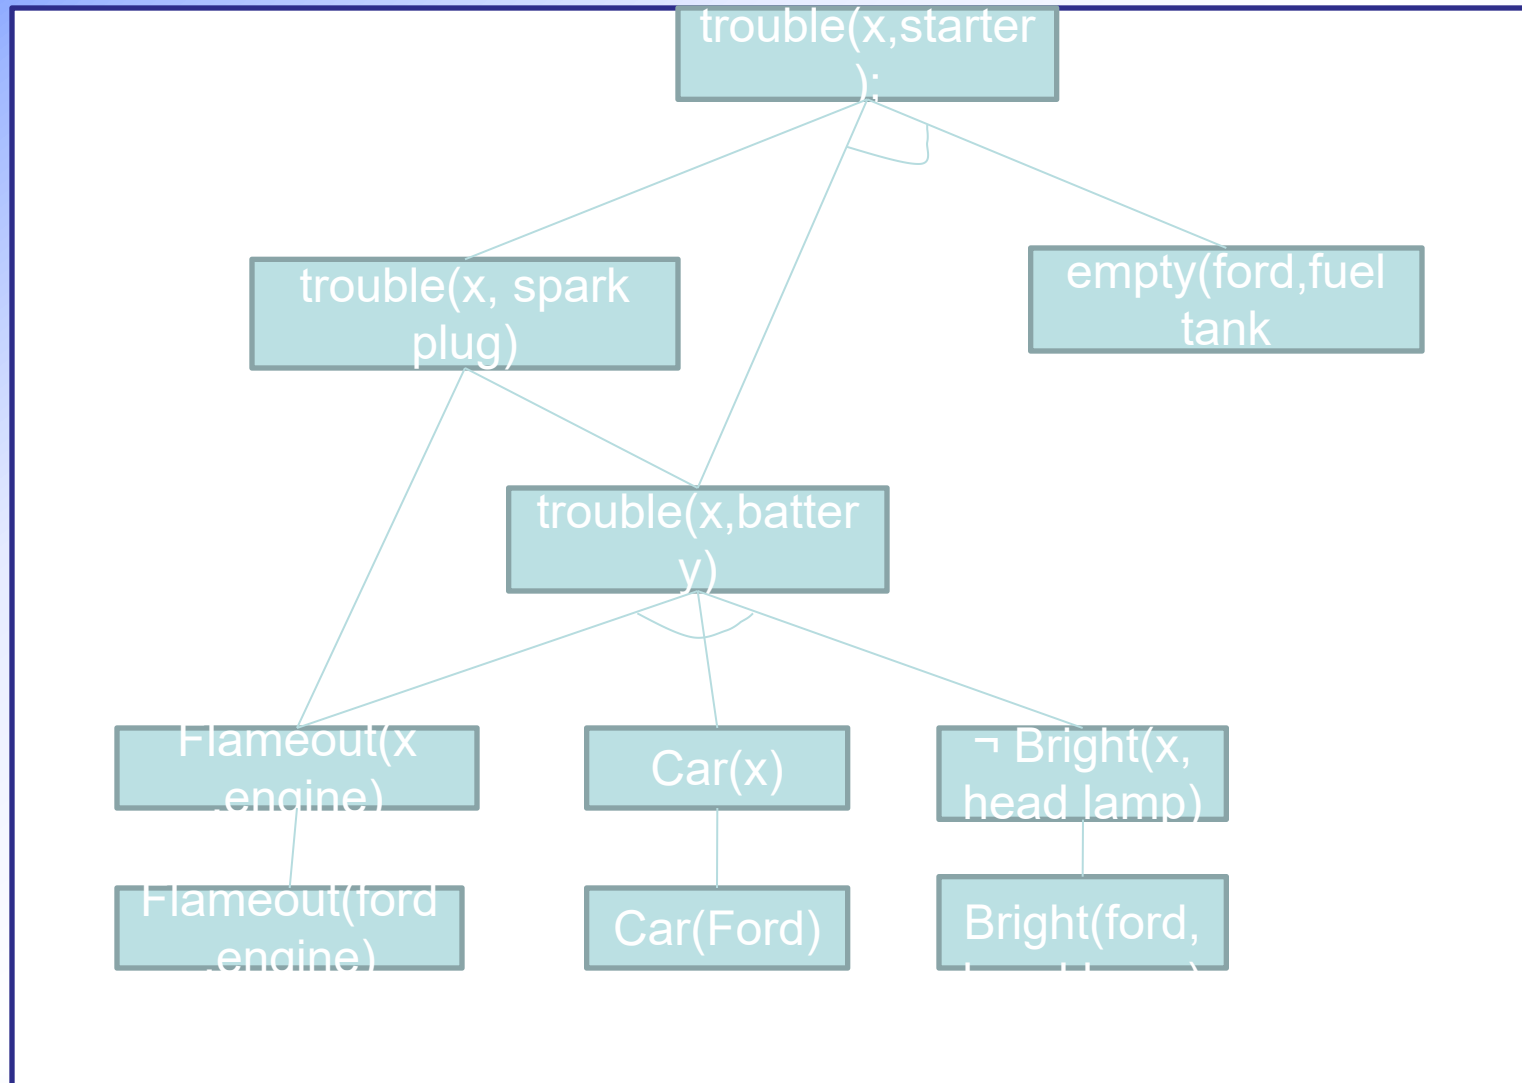 trouble(x,starter
);
trouble(x, spark
plug)
empty(ford,fuel
tank
trouble(x,batter
y)
Flameout(x
,engine)
Car(x)
¬ Bright(x,
head lamp)
Flameout(ford
,engine)
Car(Ford)
Bright(ford,